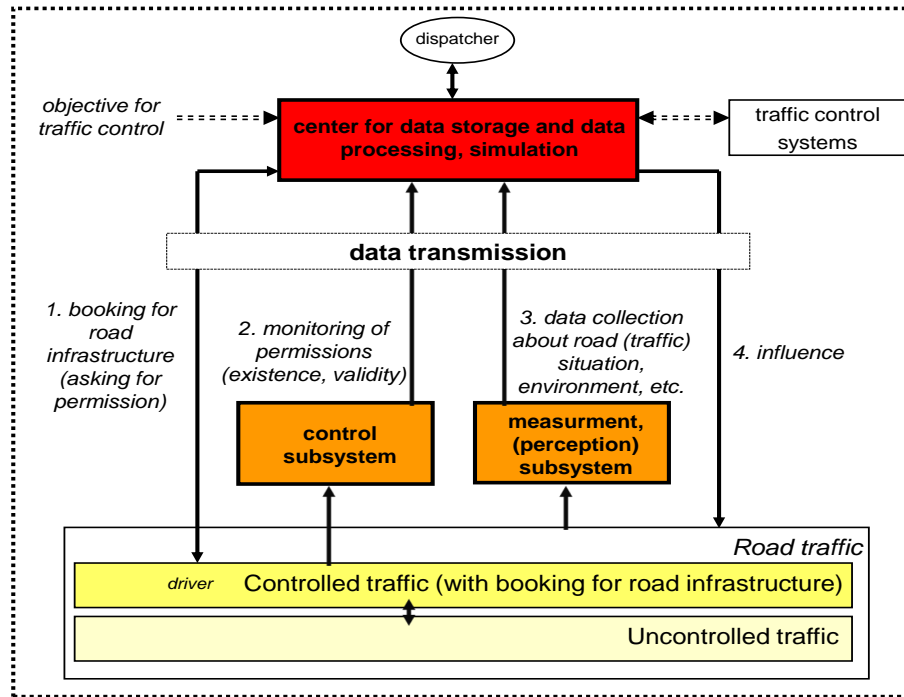 dispatcher
objective for
traffic control
center for data storage and data
processing, simulation
traffic control
systems
data transmission
1. booking for
road
infrastructure
(asking for
permission)
2. monitoring of
permissions
(existence, validity)
3. data collection
about road (traffic)
situation,
environment, etc.
4. influence
control
subsystem
measurment,
(perception)
subsystem
Road traffic
driver
Controlled traffic (with booking for road infrastructure)
Uncontrolled traffic